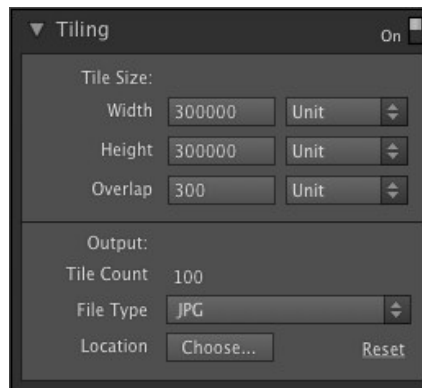 Tiling On
Tile Size:
Width 300000 Unit
Height 300000 Unit
Overlap 300 Unit
Output:
Tile Count 100
File Type JPG
Location Choose... Reset